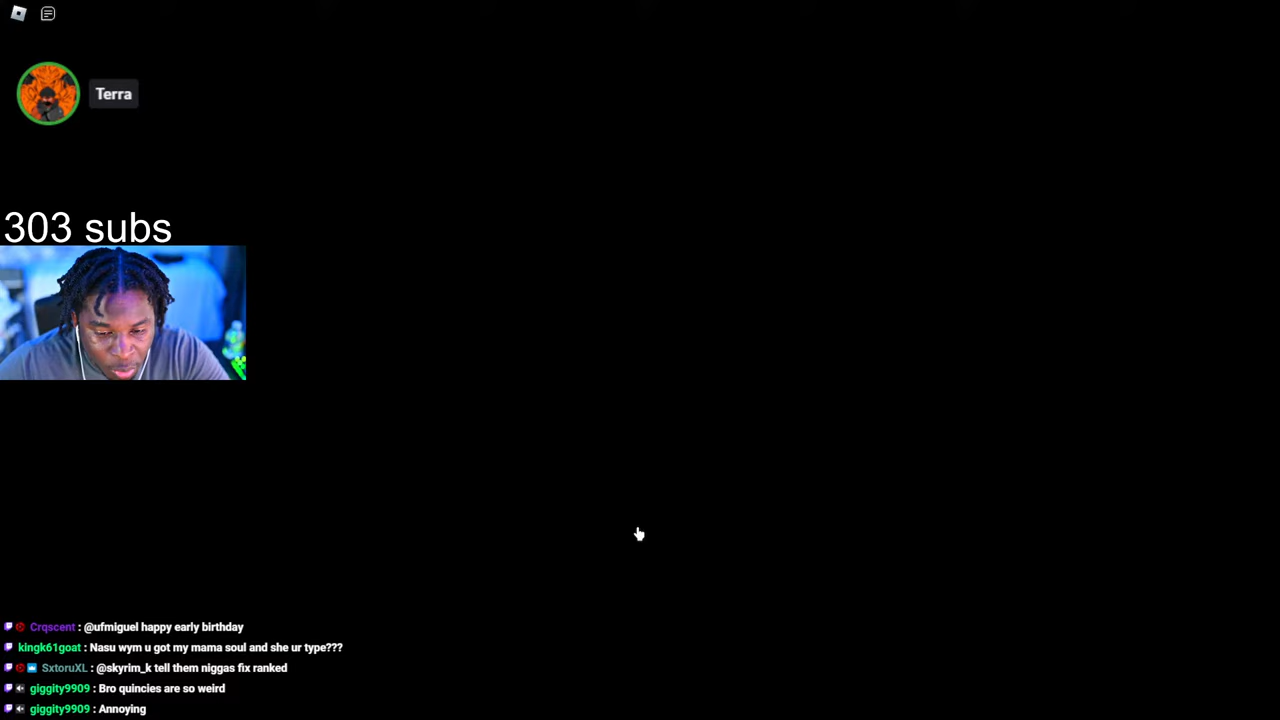 Terra
303 subs
Crqscent : @ufmiguel happy early birthday
kingk61goat : Nasu wym u got my mama soul and she ur type???
SxtoruXL : @skyrim_k tell them niggas fix ranked
giggity9909 : Bro quincies are so weird
giggity9909 : Annoying